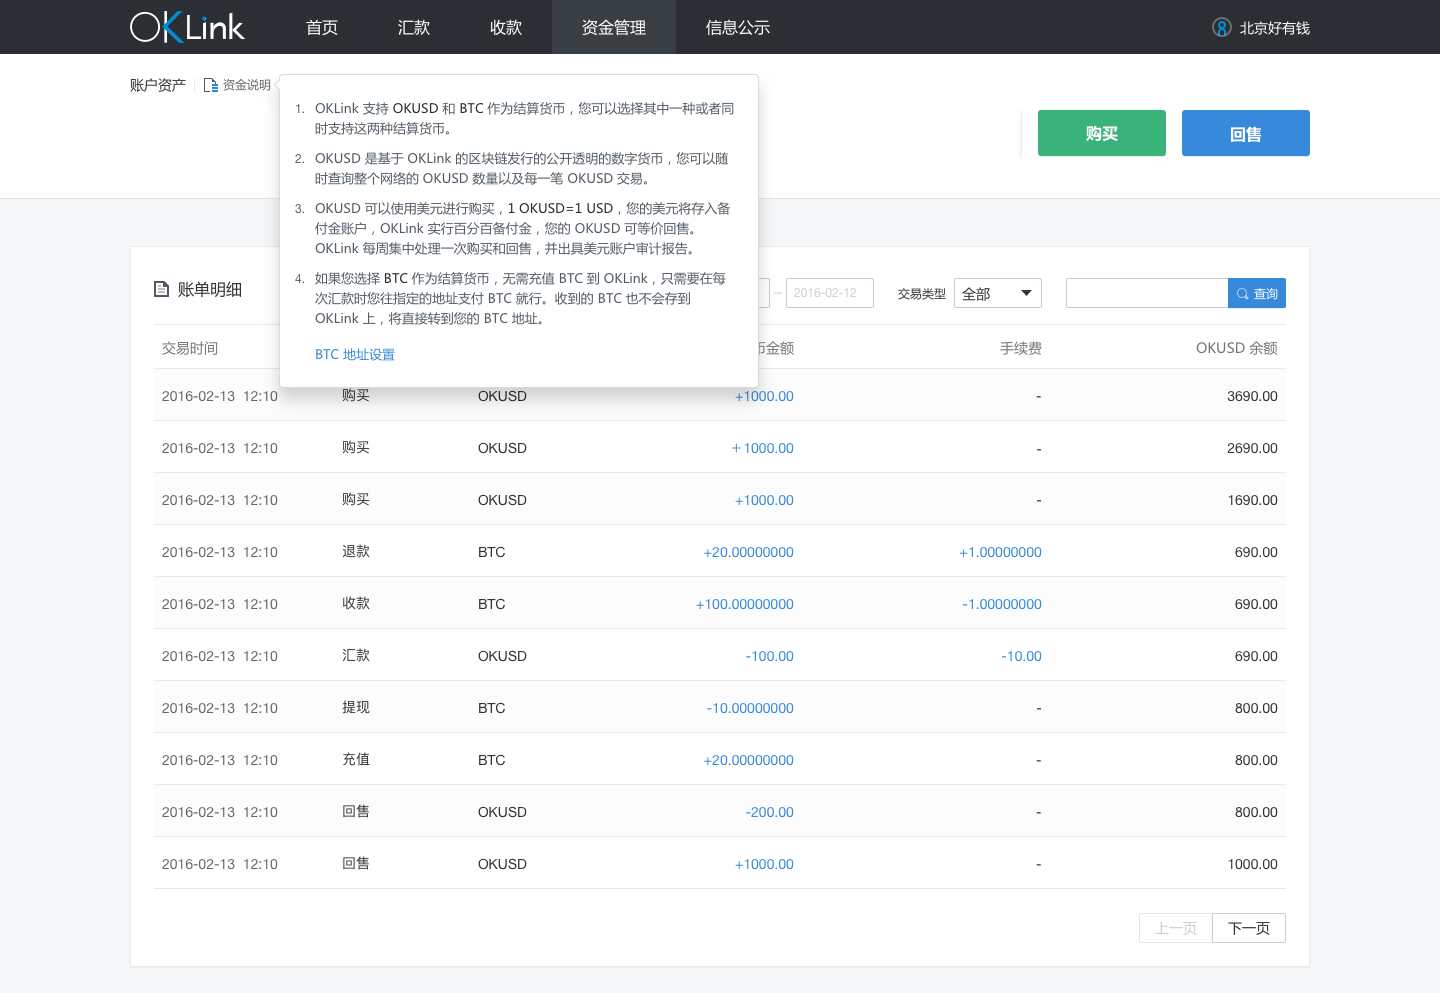 OKLink 首页 汇款 收款 资金管理 信息公示 北京好有钱
账户资产 资金说明
1. OKLink 支持 OKUSD 和 BTC 作为结算货币，您可以选择其中一种或者同
时支持这两种结算货币。
2. OKUSD 是基于 OKLink 的区块链发行的公开透明的数字货币，您可以随
时查询整个网络的 OKUSD 数量以及每一笔 OKUSD 交易。
3. OKUSD 可以使用美元进行购买，1 OKUSD=1 USD，您的美元将存入备
付金账户，OKLink 实行百分百备付金，您的 OKUSD 可等价回售。
OKLink 每周集中处理一次购买和回售，并出具美元账户审计报告。
4. 如果您选择 BTC 作为结算货币，无需充值 BTC 到 OKLink，只需要在每
次汇款时您往指定的地址支付 BTC 就行。收到的 BTC 也不会存到
OKLink 上，将直接转到您的 BTC 地址。
BTC 地址设置
购买 回售
账单明细 – 2016-02-12 交易类型 全部 查询
交易时间 币金额 手续费 OKUSD 余额
2016-02-13 12:10 购买 OKUSD +1000.00 - 3690.00
2016-02-13 12:10 购买 OKUSD ＋1000.00 - 2690.00
2016-02-13 12:10 购买 OKUSD +1000.00 - 1690.00
2016-02-13 12:10 退款 BTC +20.00000000 +1.00000000 690.00
2016-02-13 12:10 收款 BTC +100.00000000 -1.00000000 690.00
2016-02-13 12:10 汇款 OKUSD -100.00 -10.00 690.00
2016-02-13 12:10 提现 BTC -10.00000000 - 800.00
2016-02-13 12:10 充值 BTC +20.00000000 - 800.00
2016-02-13 12:10 回售 OKUSD -200.00 - 800.00
2016-02-13 12:10 回售 OKUSD +1000.00 - 1000.00
上一页 下一页